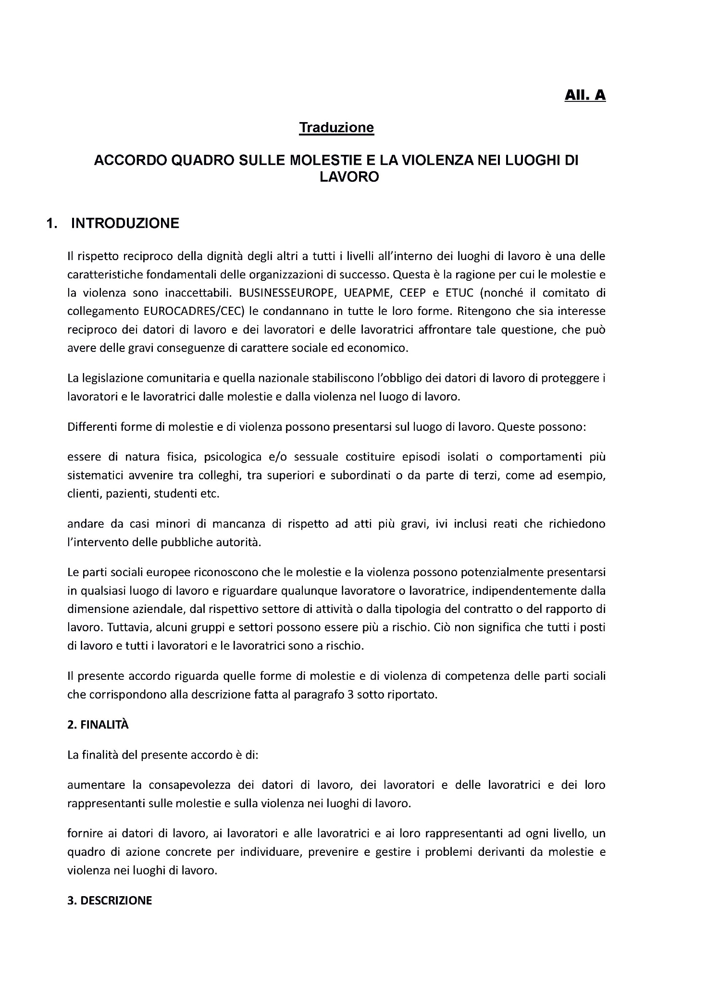 All. A
Traduzione
ACCORDO QUADRO SULLE MOLESTIE E LA VIOLENZA NEI LUOGHI DI
LAVORO
1. INTRODUZIONE
Il rispetto reciproco della dignità degli altri a tutti i livelli all’interno dei luoghi di lavoro è una delle
caratteristiche fondamentali delle organizzazioni di successo. Questa è la ragione per cui le molestie e
la violenza sono inaccettabili. BUSINESSEUROPE, UEAPME, CEEP e ETUC (nonché il comitato di
collegamento EUROCADRES/CEC) le condannano in tutte le loro forme. Ritengono che sia interesse
reciproco dei datori di lavoro e dei lavoratori e delle lavoratrici affrontare tale questione, che può
avere delle gravi conseguenze di carattere sociale ed economico.
La legislazione comunitaria e quella nazionale stabiliscono l’obbligo dei datori di lavoro di proteggere i
lavoratori e le lavoratrici dalle molestie e dalla violenza nel luogo di lavoro.
Differenti forme di molestie e di violenza possono presentarsi sul luogo di lavoro. Queste possono:
essere di natura fisica, psicologica e/o sessuale costituire episodi isolati o comportamenti più
sistematici avvenire tra colleghi, tra superiori e subordinati o da parte di terzi, come ad esempio,
clienti, pazienti, studenti etc.
andare da casi minori di mancanza di rispetto ad atti più gravi, ivi inclusi reati che richiedono
l’intervento delle pubbliche autorità.
Le parti sociali europee riconoscono che le molestie e la violenza possono potenzialmente presentarsi
in qualsiasi luogo di lavoro e riguardare qualunque lavoratore o lavoratrice, indipendentemente dalla
dimensione aziendale, dal rispettivo settore di attività o dalla tipologia del contratto o del rapporto di
lavoro. Tuttavia, alcuni gruppi e settori possono essere più a rischio. Ciò non significa che tutti i posti
di lavoro e tutti i lavoratori e le lavoratrici sono a rischio.
Il presente accordo riguarda quelle forme di molestie e di violenza di competenza delle parti sociali
che corrispondono alla descrizione fatta al paragrafo 3 sotto riportato.
2. FINALITÀ
La finalità del presente accordo è di:
aumentare la consapevolezza dei datori di lavoro, dei lavoratori e delle lavoratrici e dei loro
rappresentanti sulle molestie e sulla violenza nei luoghi di lavoro.
fornire ai datori di lavoro, ai lavoratori e alle lavoratrici e ai loro rappresentanti ad ogni livello, un
quadro di azione concrete per individuare, prevenire e gestire i problemi derivanti da molestie e
violenza nei luoghi di lavoro.
3. DESCRIZIONE